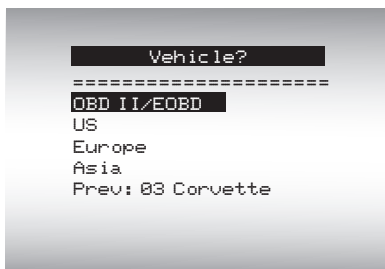 Vehicle?
=====================
OBD II/EOBD
US
Europe
Asia
Prev: 03 Corvette